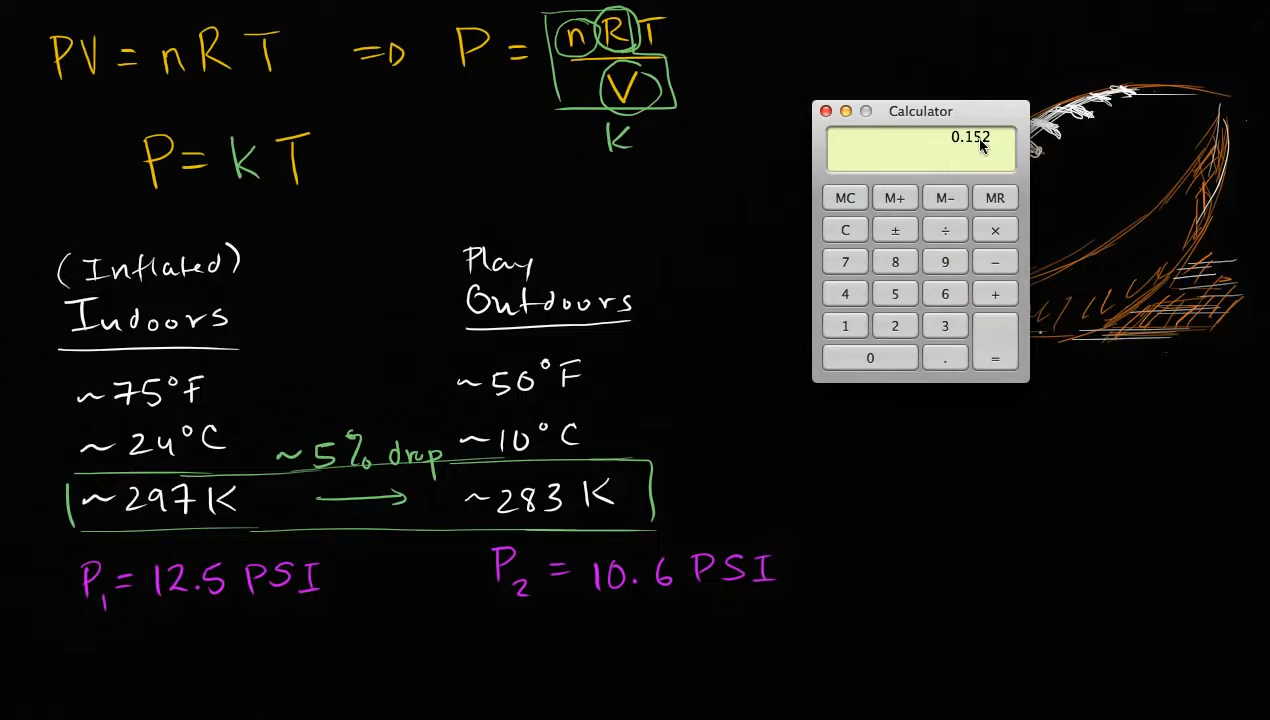 PV = nRT => P = nRT/V
k
P = kT
(Inflated) Indoors
Play Outdoors
~75°F ~50°F
~24°C ~10°C
~5% drop
~297K → ~283 K
P₁ = 12.5 PSI P₂ = 10.6 PSI
Calculator
0.152
MC M+ M- MR
C ± ÷ ×
7 8 9 −
4 5 6 +
1 2 3
0 . =